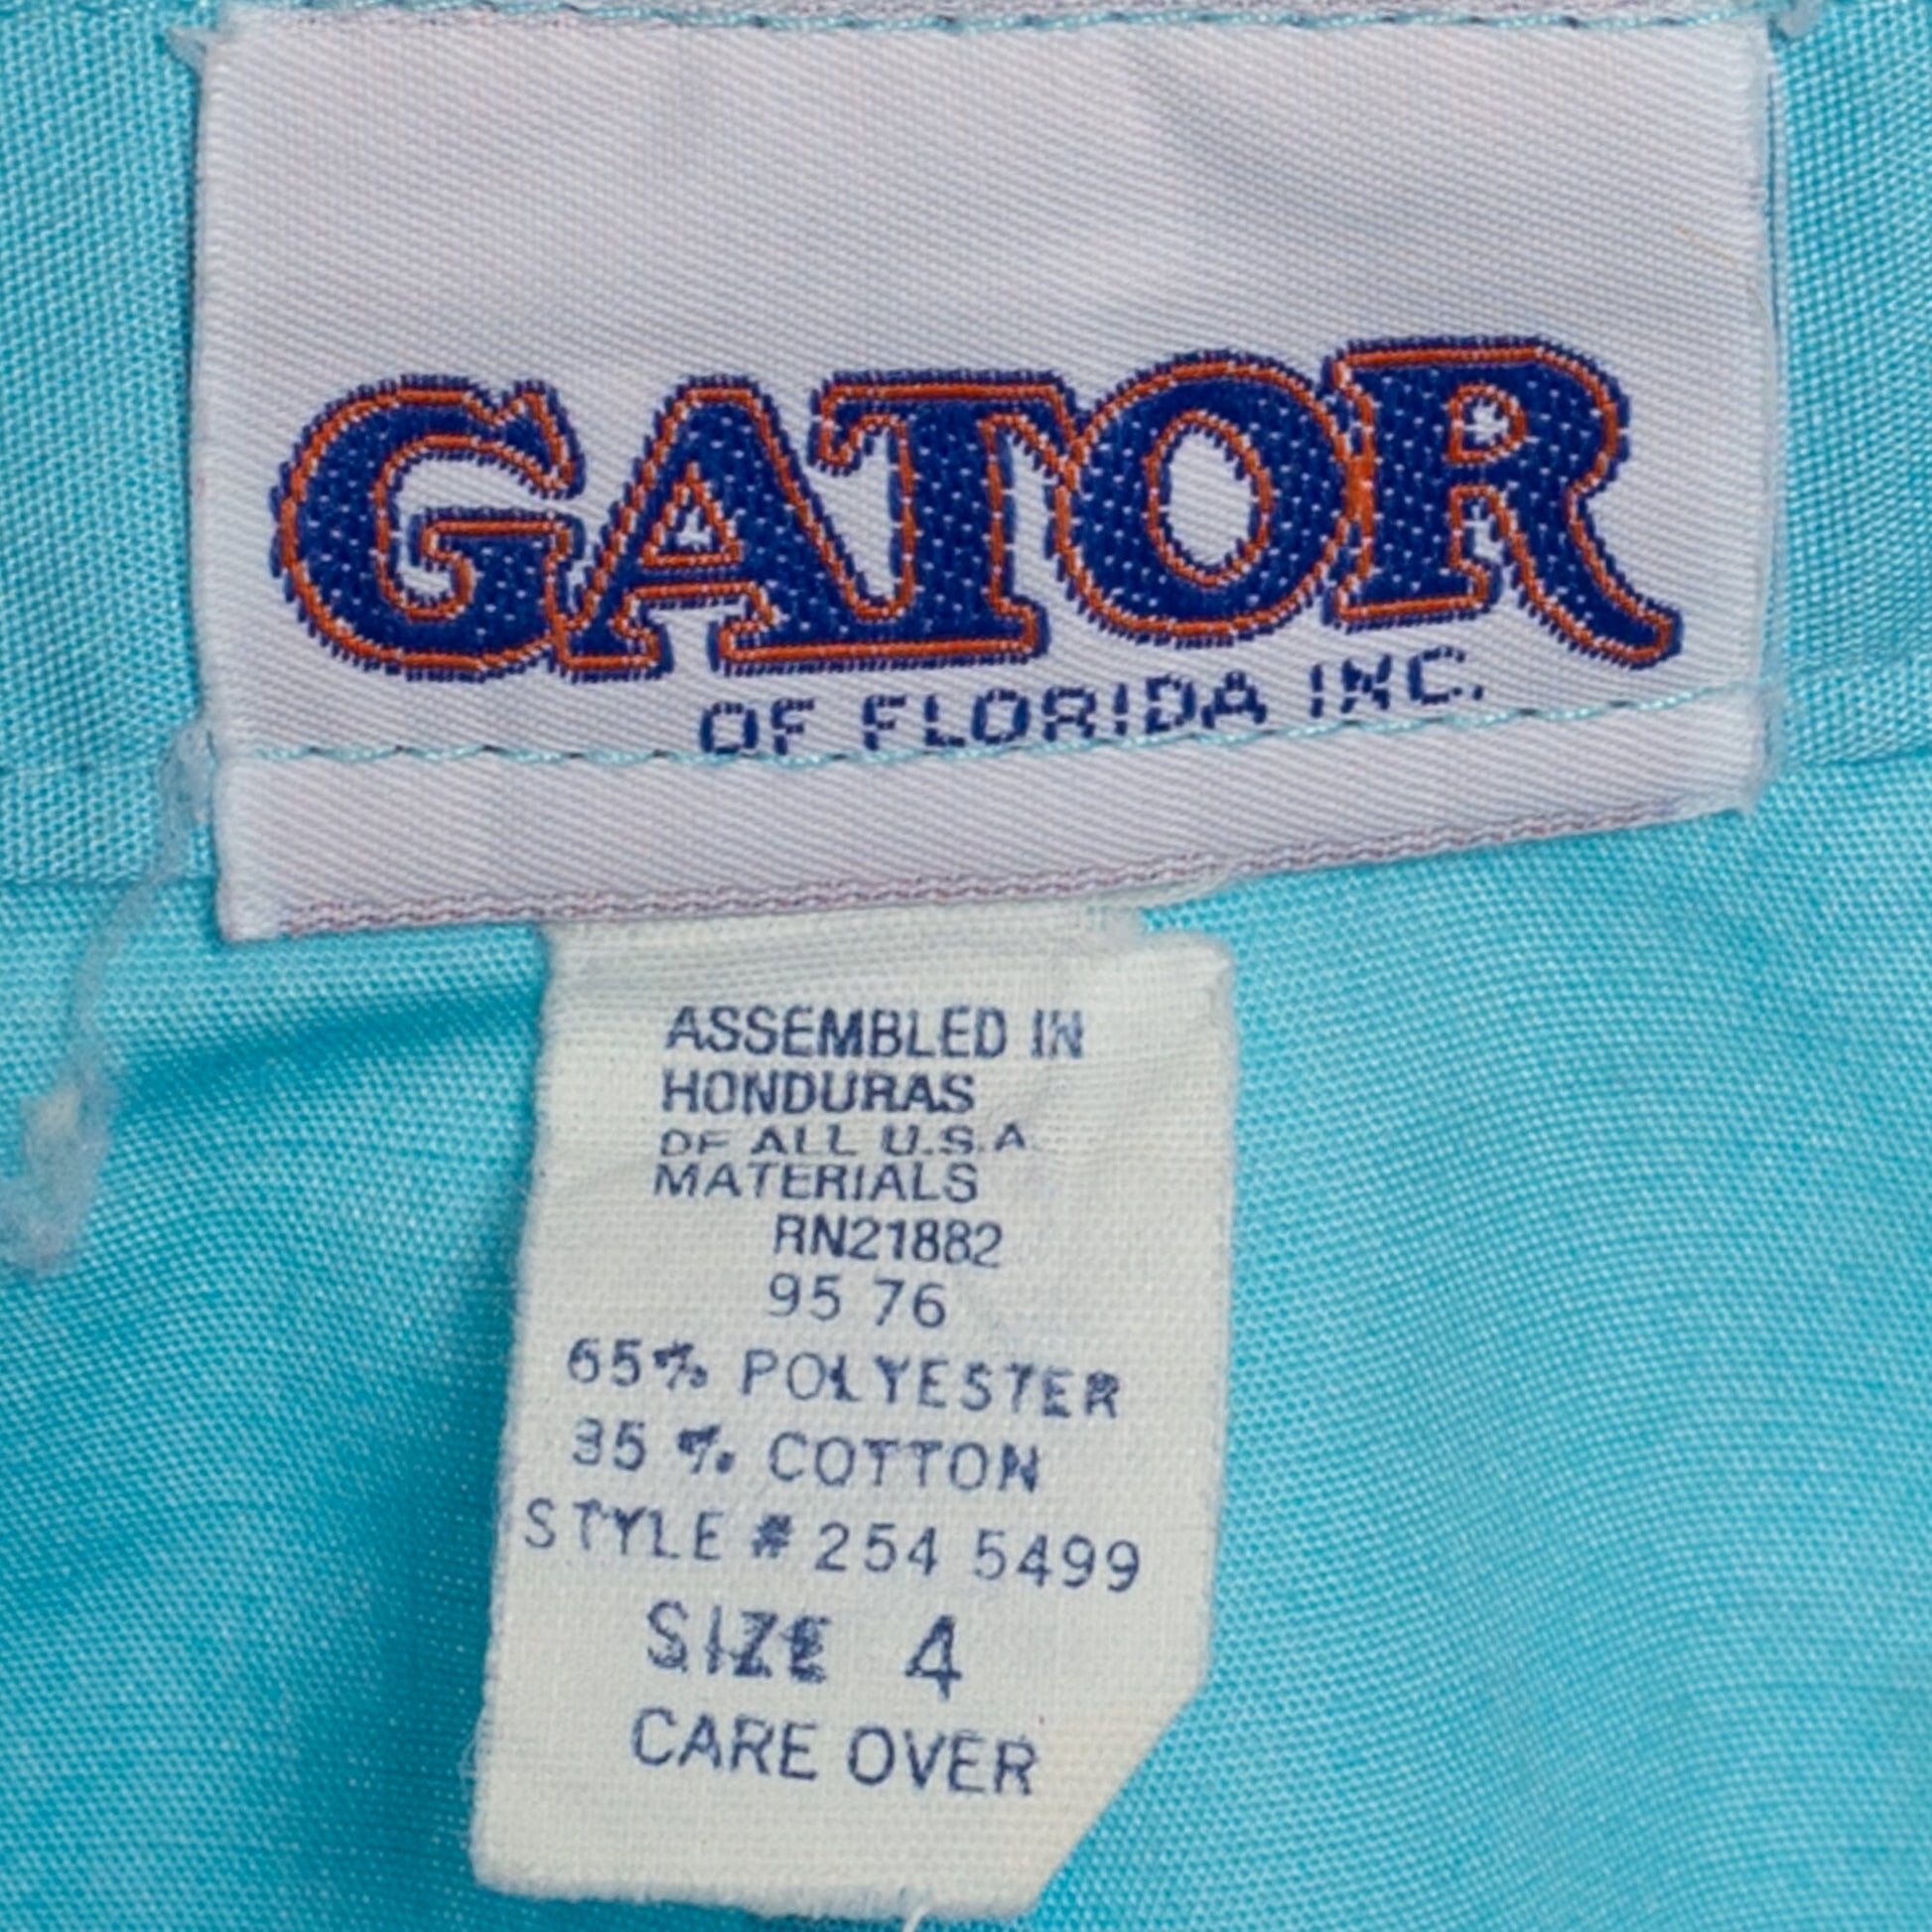 GATOR
OF FLORIDA INC.
ASSEMBLED IN
HONDURAS
OF ALL U.S.A.
MATERIALS
RN21882
95 76
65% POLYESTER
35% COTTON
STYLE # 254 5499
SIZE 4
CARE OVER